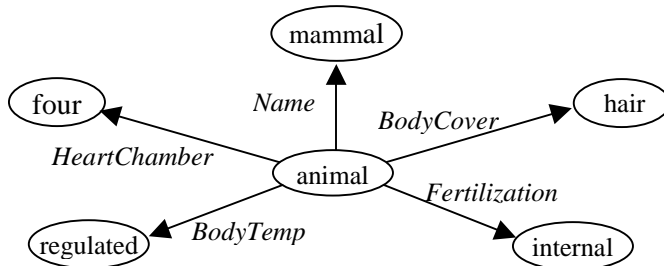 mammal
four
Name
hair
BodyCover
HeartChamber
animal
Fertilization
regulated
BodyTemp
internal